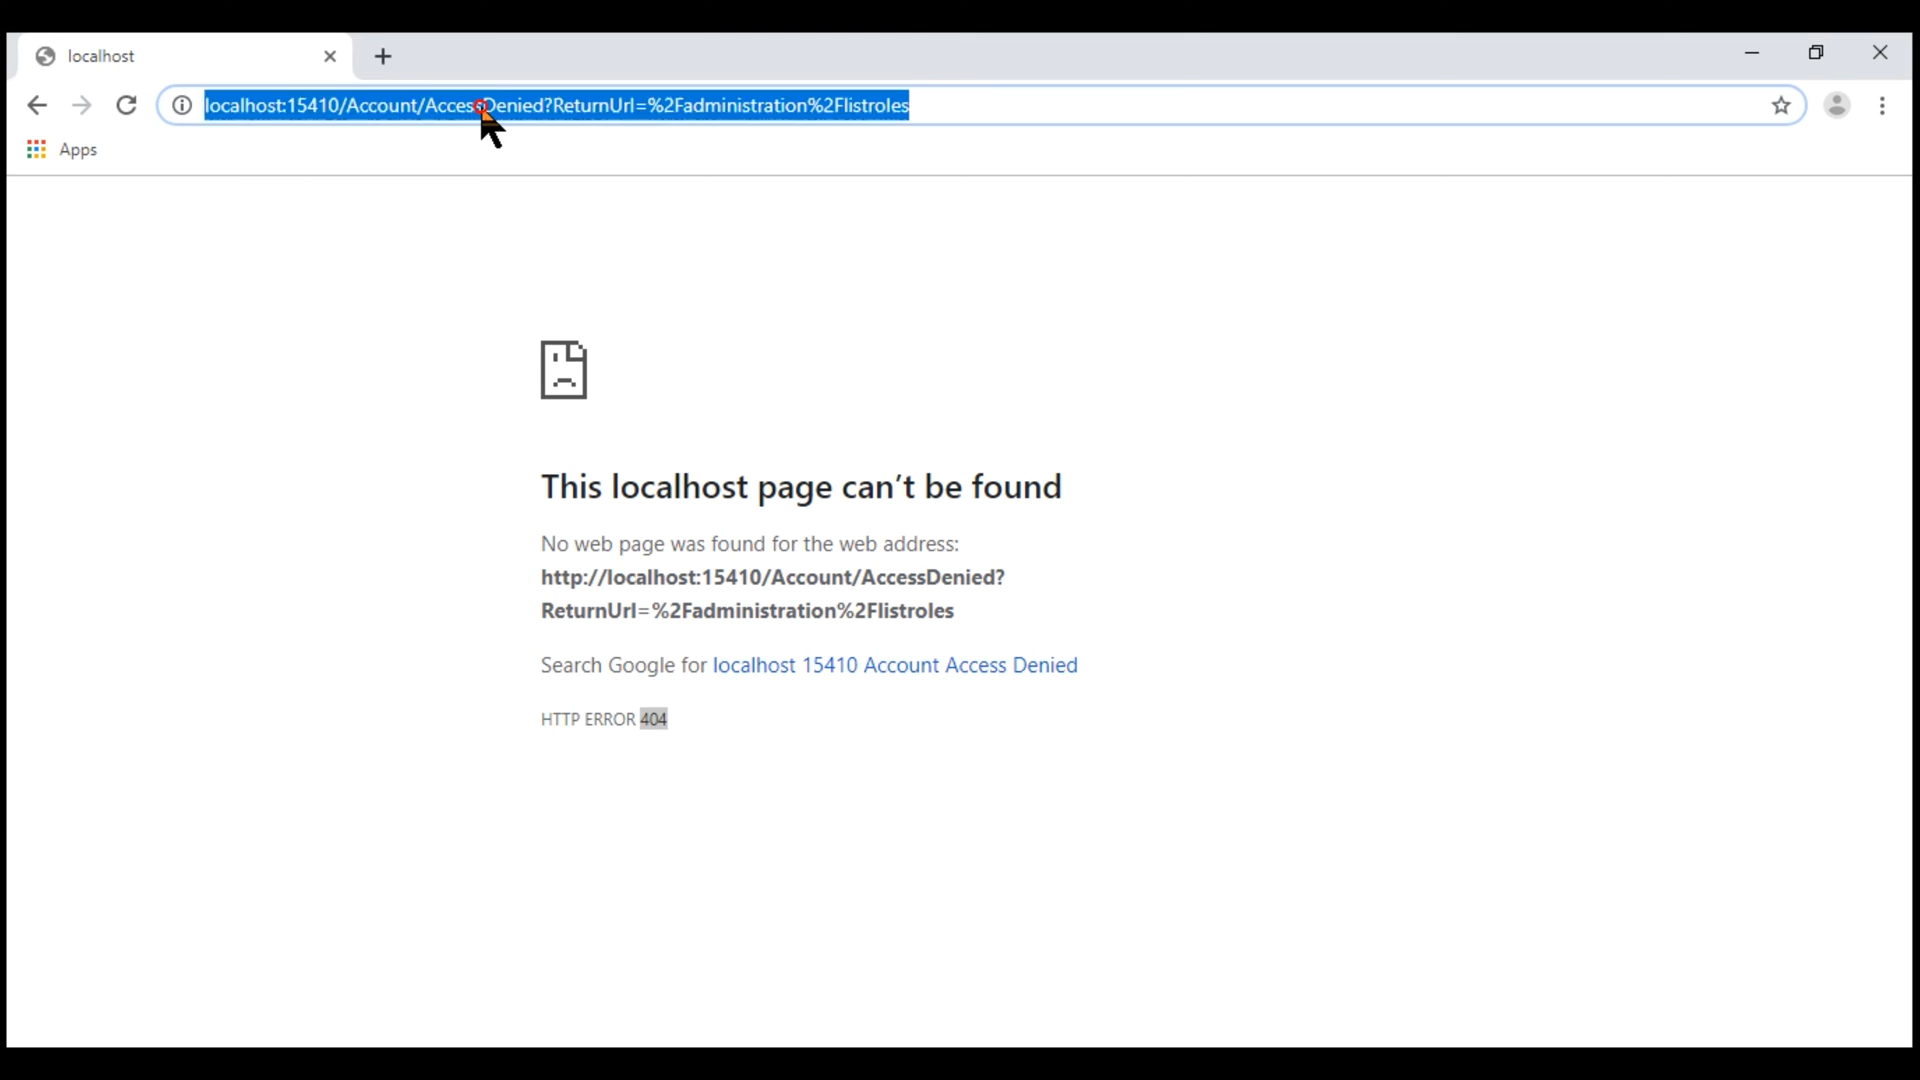 localhost
localhost:15410/Account/AccessDenied?ReturnUrl=%2Fadministration%2Flistroles
Apps
This localhost page can't be found
No web page was found for the web address:
http://localhost:15410/Account/AccessDenied?
ReturnUrl=%2Fadministration%2Flistroles
Search Google for localhost 15410 Account Access Denied
HTTP ERROR 404